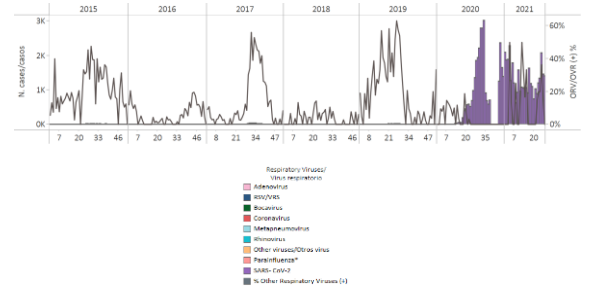 2015 2016 2017 2018 2019 2020 2021
3K 60%
2K 40%
1K 20%
0K 0%
N. cases/casos
ORV/OVR (+) %
7 20 33 46 7 20 33 46 8 21 34 47 8 21 34 47 8 21 34 47 7 20 35 7 20
Respiratory Viruses/
Virus respiratorio
Adenovirus
RSV/VRS
Bocavirus
Coronavirus
Metapneumovirus
Rhinovirus
Other viruses/Otros virus
Parainfluenza*
SARS- CoV-2
% Other Respiratory Viruses (+)